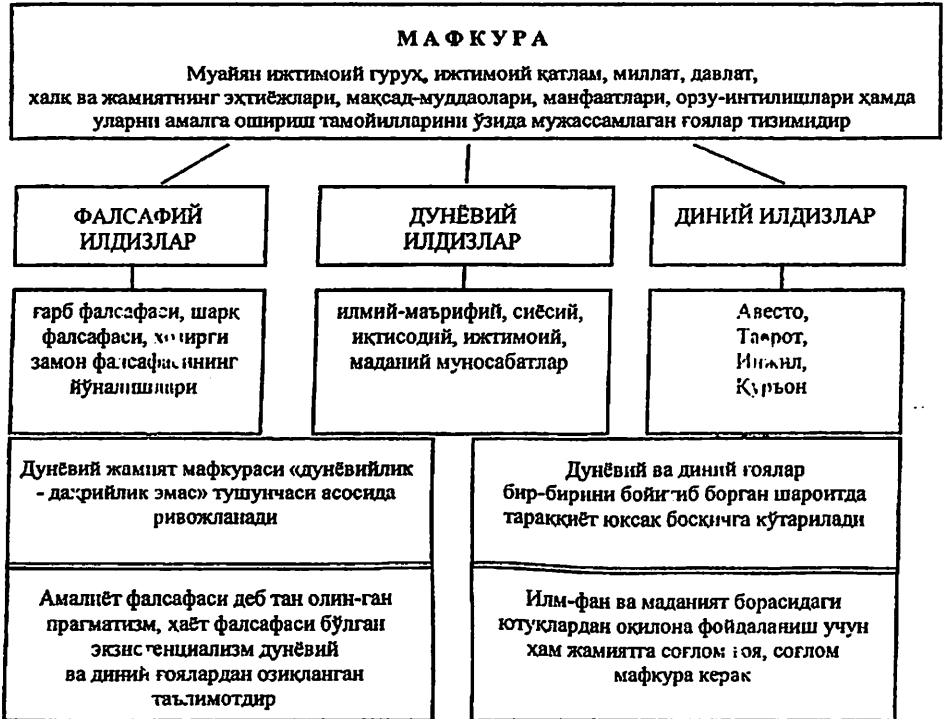 МАФКУРА
Муайян ижтимоий гуруҳ, ижтимоий қатлам, миллат, давлат,
халқ ва жамиятнинг эҳтиёжлари, мақсад-муддаолари, манфаатлари, орзу-интилишлари ҳамда
уларни амалга ошириш тамойилларини ўзида мужассамлаган ғоялар тизимидир
ФАЛСАФИЙ
ИЛДИЗЛАР
ДУНЁВИЙ
ИЛДИЗЛАР
ДИНИЙ ИЛДИЗЛАР
ғарб фалсафаси, шарқ
фалсафаси, ҳозирги
замон фалсафасининг
йўналишлари
илмий-маърифий, сиёсий,
иқтисодий, ижтимоий,
маданий муносабатлар
Авесто,
Таврот,
Инжил,
Қуръон
Дунёвий жамият мафкураси «дунёвийлик
- даҳрийлик эмас» тушунчаси асосида
ривожланади
Дунёвий ва диний ғоялар
бир-бирини бойитиб борган шароитда
тараққиёт юксак босқичга кўтарилади
Амалиёт фалсафаси деб тан олин-ган
прагматизм, ҳаёт фалсафаси бўлган
экзистенциализм дунёвий
ва диний ғоялардан озиқланган
таълимотдир
Илм-фан ва маданият борасидаги
ютуқлардан оқилона фойдаланиш учун
ҳам жамиятга соғлом ғоя, соғлом
мафкура керак